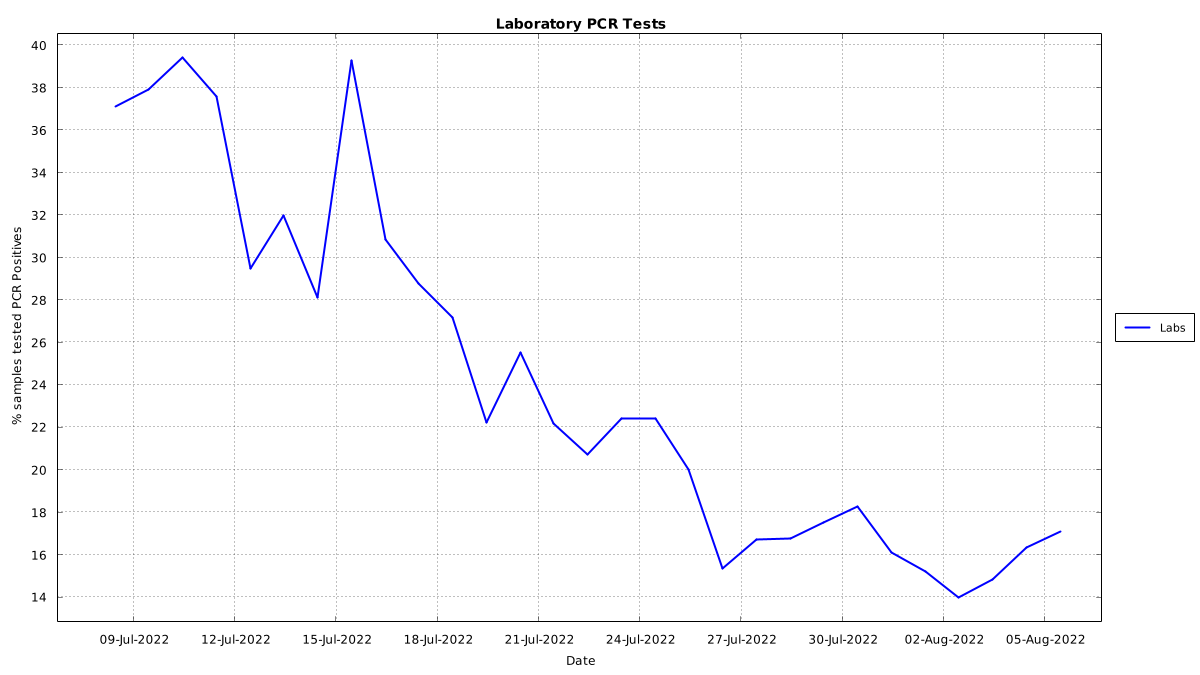 Laboratory PCR Tests
% samples tested PCR Positives
40
38
36
34
32
30
28
26
24
22
20
18
16
14
09-Jul-2022 12-Jul-2022 15-Jul-2022 18-Jul-2022 21-Jul-2022 24-Jul-2022 27-Jul-2022 30-Jul-2022 02-Aug-2022 05-Aug-2022
Date
Labs